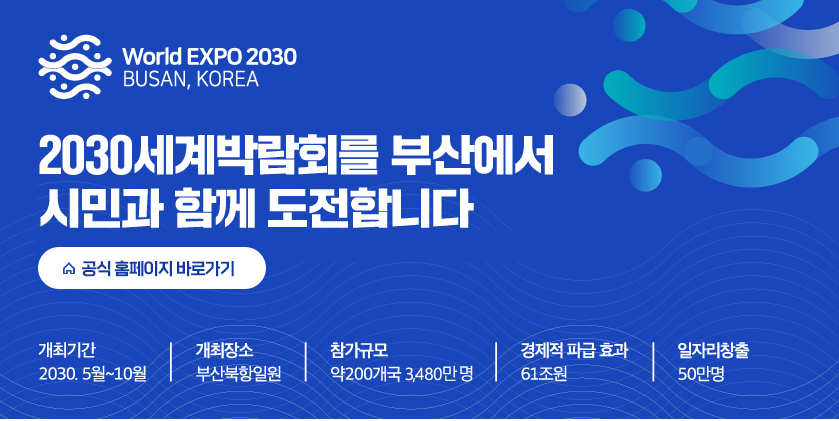 World EXPO 2030
BUSAN, KOREA
2030세계박람회를 부산에서
시민과 함께 도전합니다
공식 홈페이지 바로가기
개최기간
2030. 5월~10월
개최장소
부산북항일원
참가규모
약200개국 3,480만 명
경제적 파급 효과
61조원
일자리창출
50만명